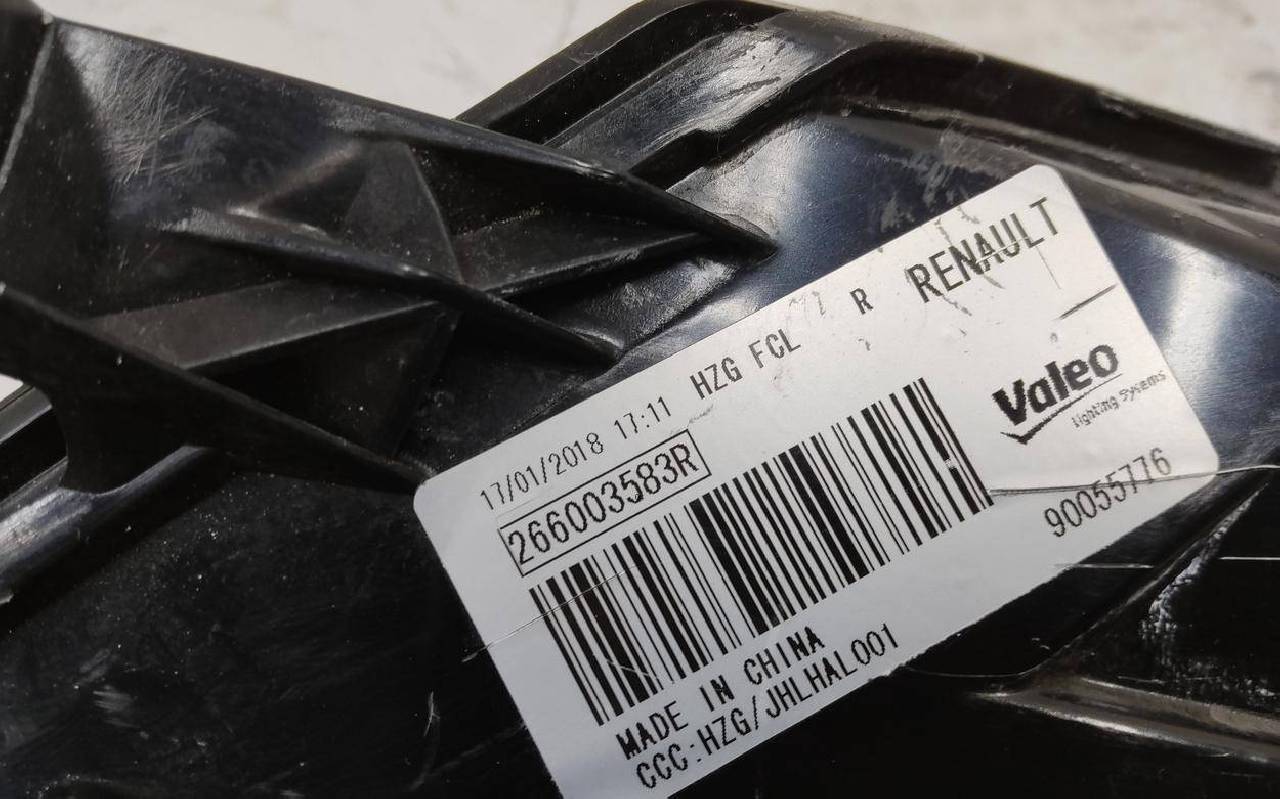 17/01/2018 17:11 HZG FCL R RENAULT
266003583R
Valeo
lighting systems
90055776
MADE IN CHINA
CCC:HZG/JHLHAL001